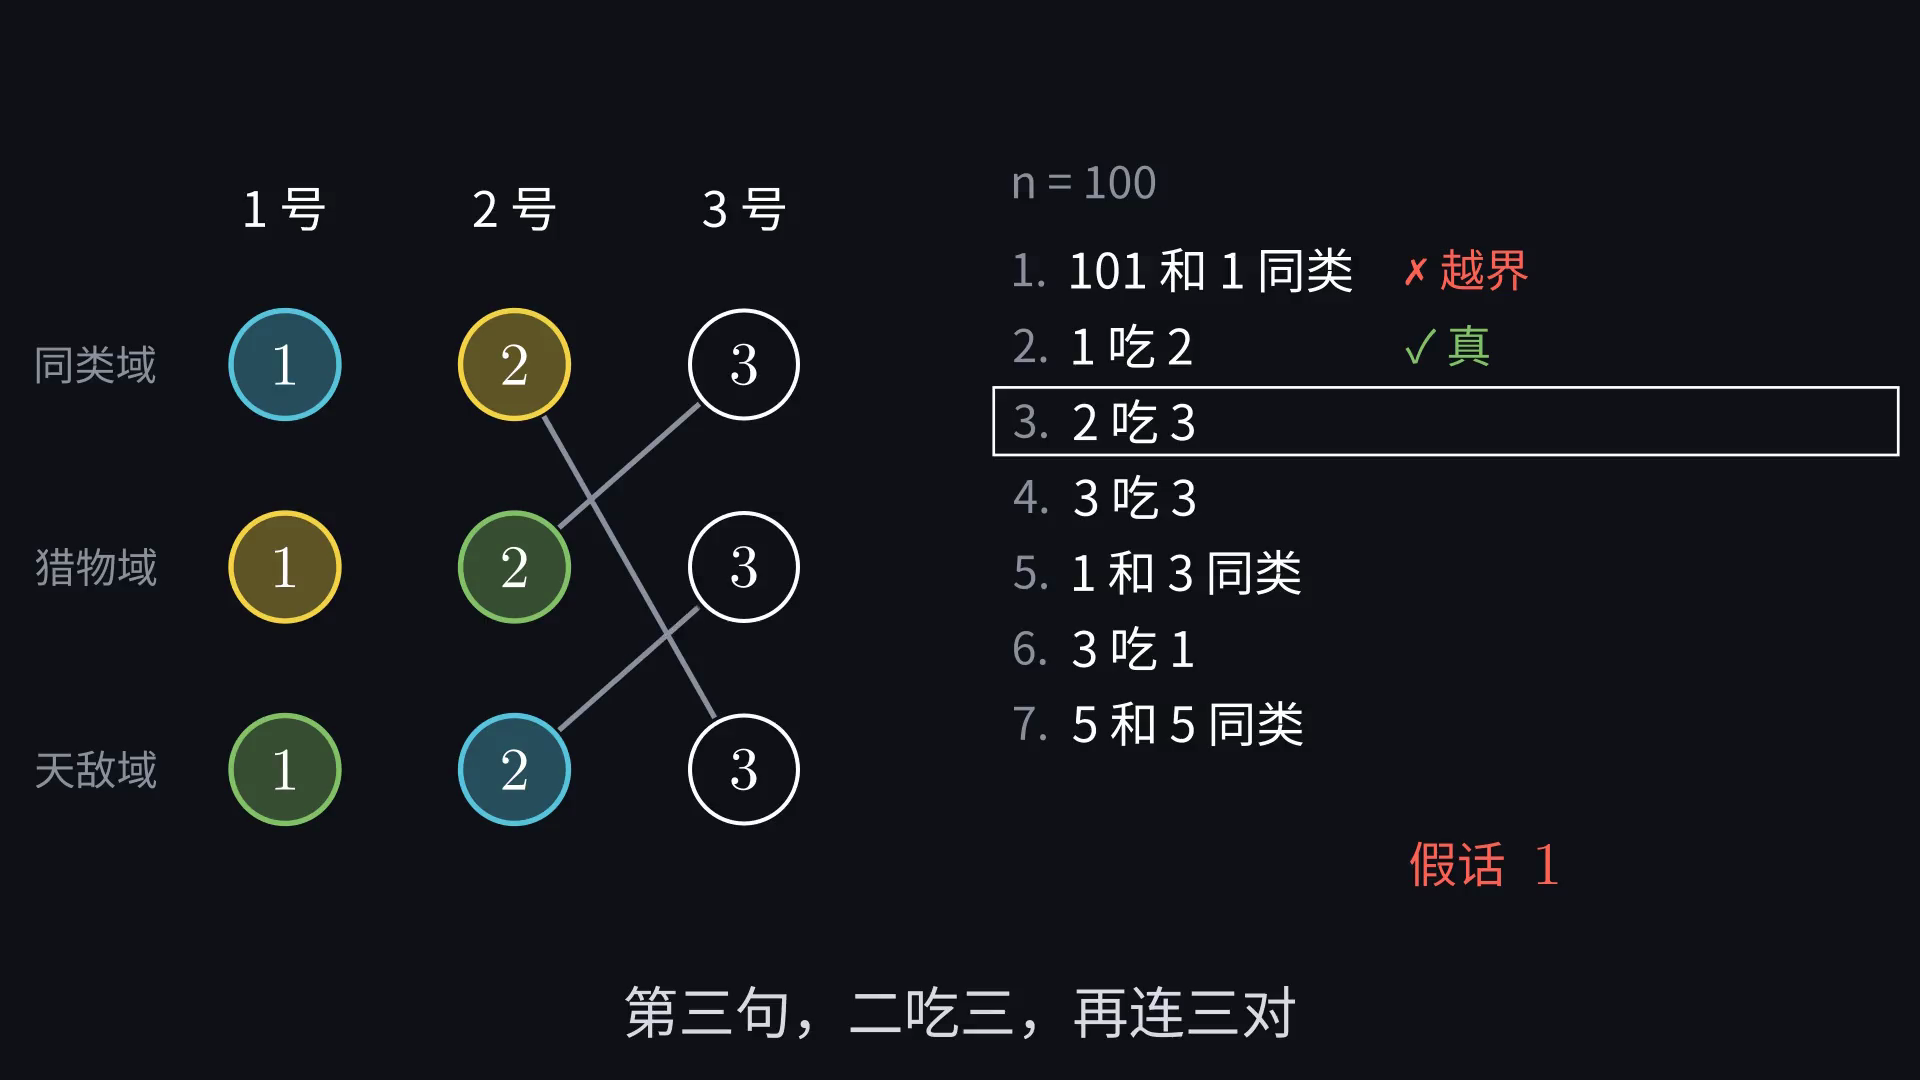 1 号 2 号 3 号
同类域 1 2 3
猎物域 1 2 3
天敌域 1 2 3
n = 100
1. 101 和 1 同类 ✗ 越界
2. 1 吃 2 ✓ 真
3. 2 吃 3
4. 3 吃 3
5. 1 和 3 同类
6. 3 吃 1
7. 5 和 5 同类
假话 1
第三句，二吃三，再连三对